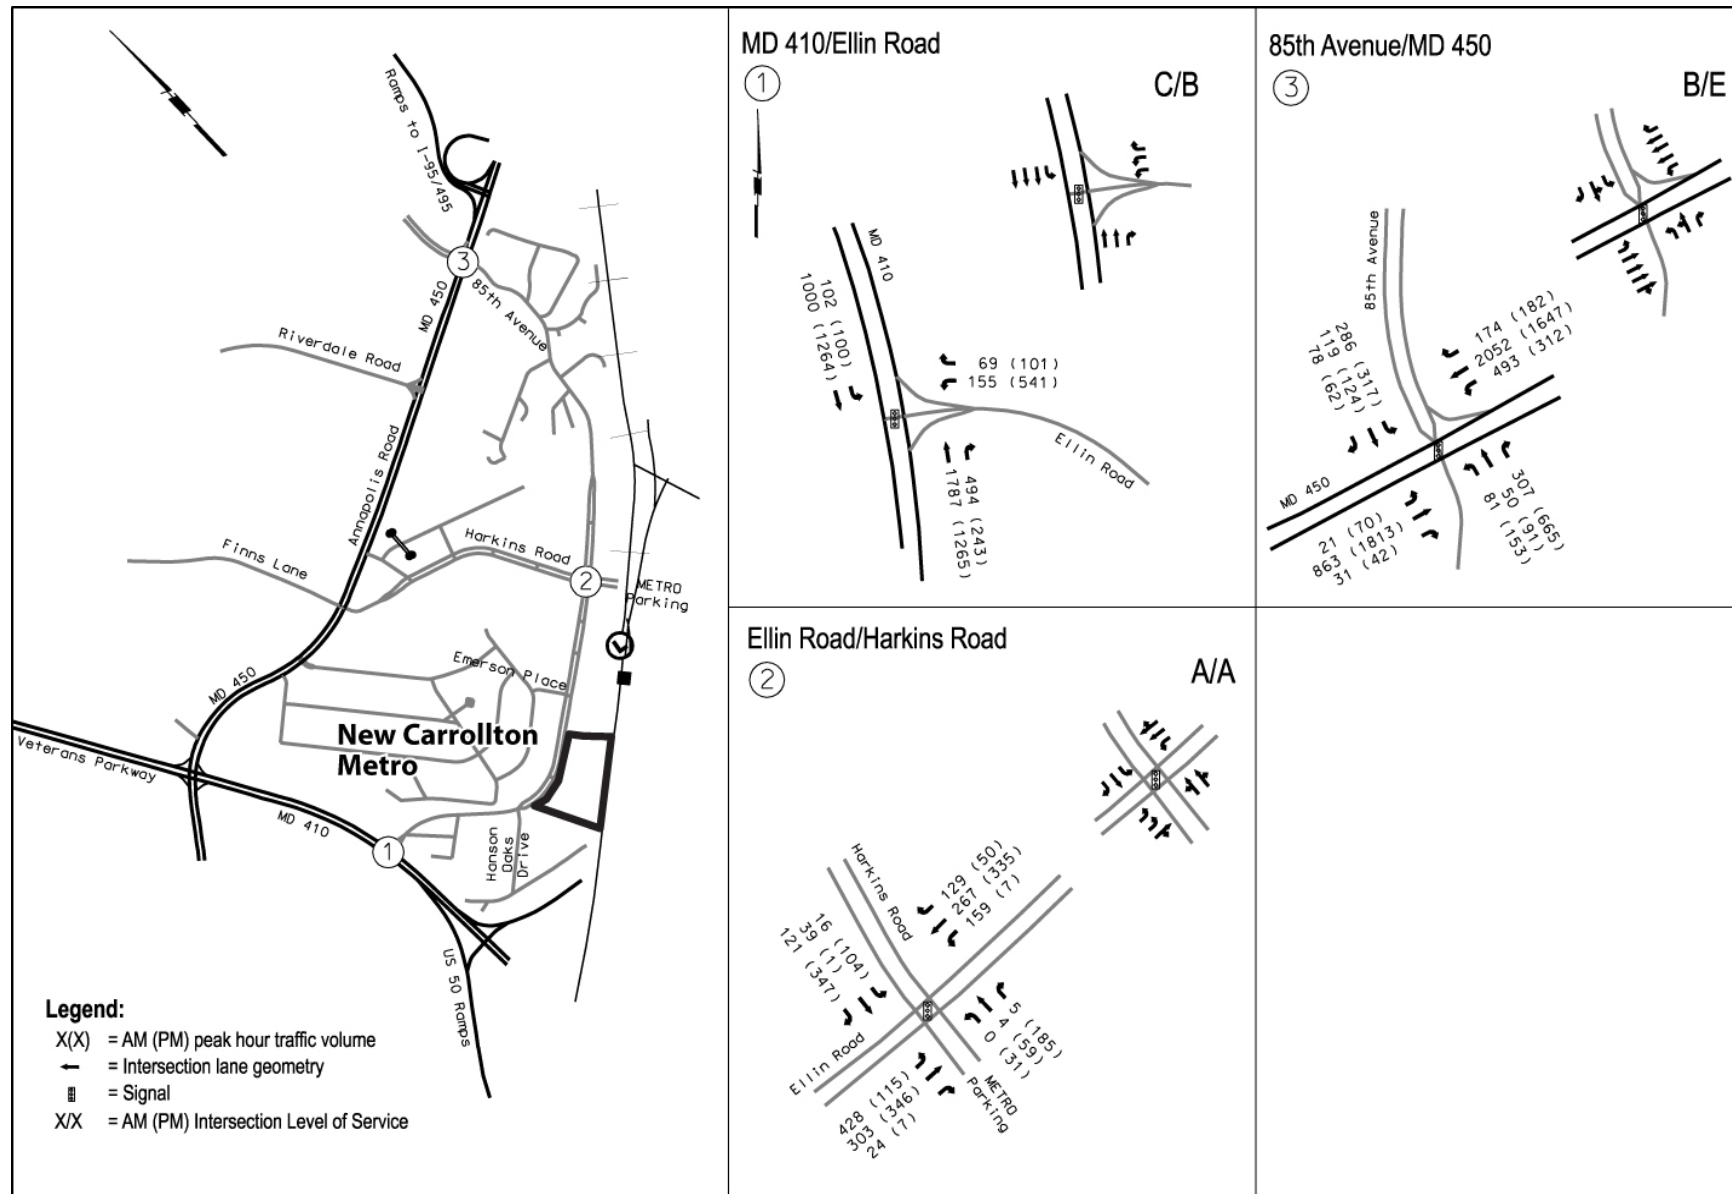 Ramps to I-95/495
3
MD 450
85th Avenue
Riverdale Road
Annapolis Road
Finns Lane
Harkins Road
2
METRO
Parking
Emerson Place
MD 450
New Carrollton
Metro
Veterans Parkway
MD 410
1
Hanson
Oaks
Drive
US 50 Ramps
Legend:
X(X) = AM (PM) peak hour traffic volume
= Intersection lane geometry
= Signal
X/X = AM (PM) Intersection Level of Service
MD 410/Ellin Road
1
C/B
MD 410
102 (100)
1000 (1264)
69 (101)
155 (541)
Ellin Road
494 (243)
1787 (1265)
85th Avenue/MD 450
3
B/E
85th Avenue
286 (317)
119 (124)
78 (62)
174 (182)
2052 (1647)
493 (312)
MD 450
21 (70)
863 (1813)
31 (42)
307 (665)
50 (91)
81 (153)
Ellin Road/Harkins Road
2
A/A
Harkins Road
129 (50)
267 (335)
159 (7)
16 (104)
39 (1)
121 (347)
Ellin Road
5 (185)
4 (59)
0 (31)
428 (115)
303 (346)
24 (7)
METRO
Parking